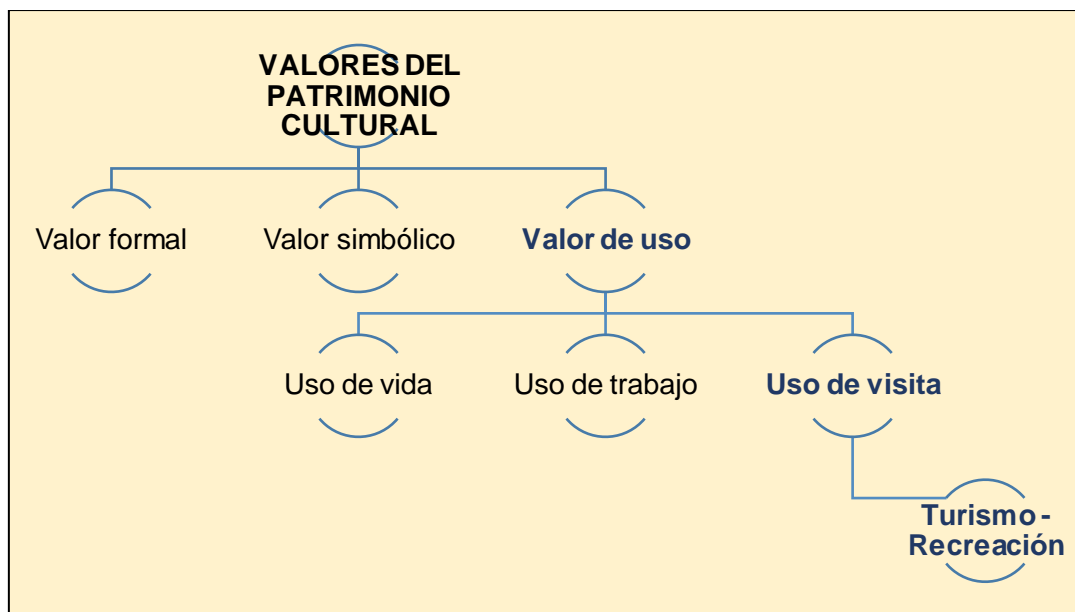 VALORES DEL
PATRIMONIO
CULTURAL
Valor formal
Valor simbólico
Valor de uso
Uso de vida
Uso de trabajo
Uso de visita
Turismo -
Recreación